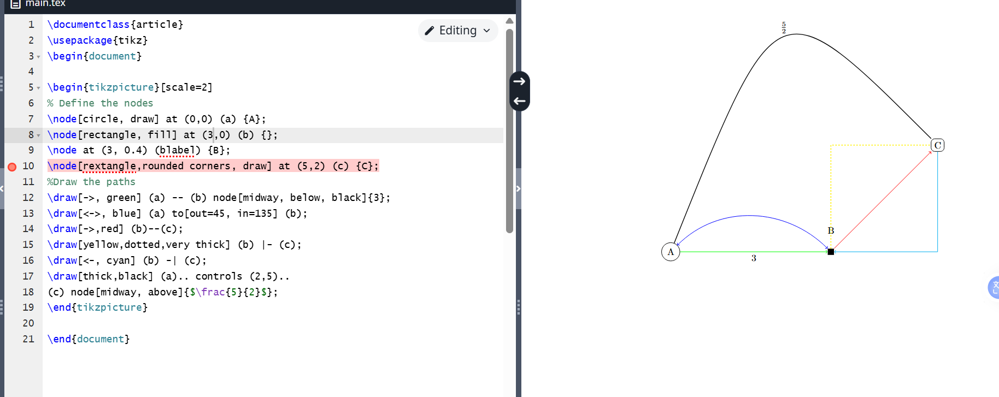 main.tex
Editing
1 \documentclass{article}
2 \usepackage{tikz}
3 \begin{document}
4
5 \begin{tikzpicture}[scale=2]
6 % Define the nodes
7 \node[circle, draw] at (0,0) (a) {A};
8 \node[rectangle, fill] at (3,0) (b) {};
9 \node at (3, 0.4) (blabel) {B};
10 \node[rextangle,rounded corners, draw] at (5,2) (c) {C};
11 %Draw the paths
12 \draw[->, green] (a) -- (b) node[midway, below, black]{3};
13 \draw[<->, blue] (a) to[out=45, in=135] (b);
14 \draw[->,red] (b)--(c);
15 \draw[yellow,dotted,very thick] (b) |- (c);
16 \draw[<-, cyan] (b) -| (c);
17 \draw[thick,black] (a).. controls (2,5)..
18 (c) node[midway, above]{$\frac{5}{2}$};
19 \end{tikzpicture}
20
21 \end{document}
5
2
C
B
A
3
文